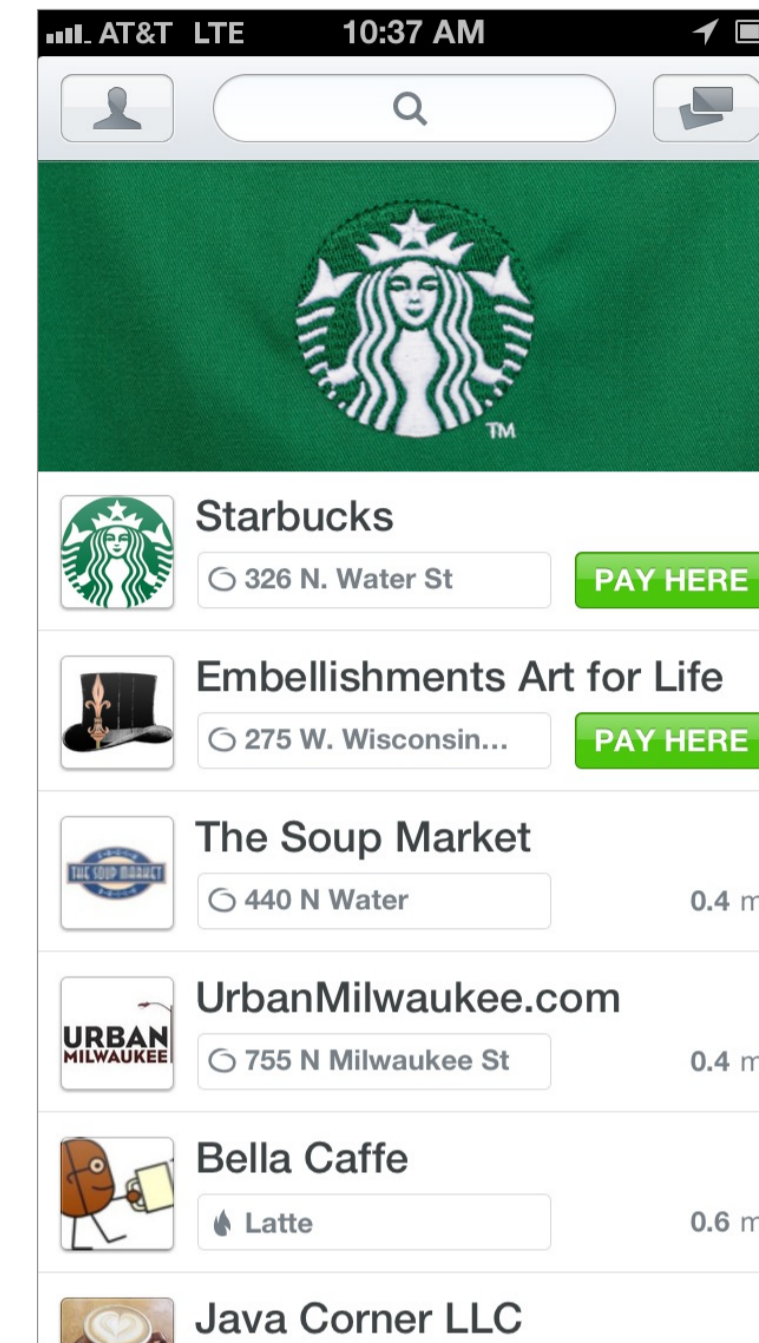 AT&T LTE 10:37 AM
TM
Starbucks
326 N. Water St PAY HERE
Embellishments Art for Life
275 W. Wisconsin... PAY HERE
The Soup Market
THE SOUP MARKET
440 N Water 0.4 m
UrbanMilwaukee.com
URBAN
MILWAUKEE
755 N Milwaukee St 0.4 m
Bella Caffe
Latte 0.6 m
Java Corner LLC